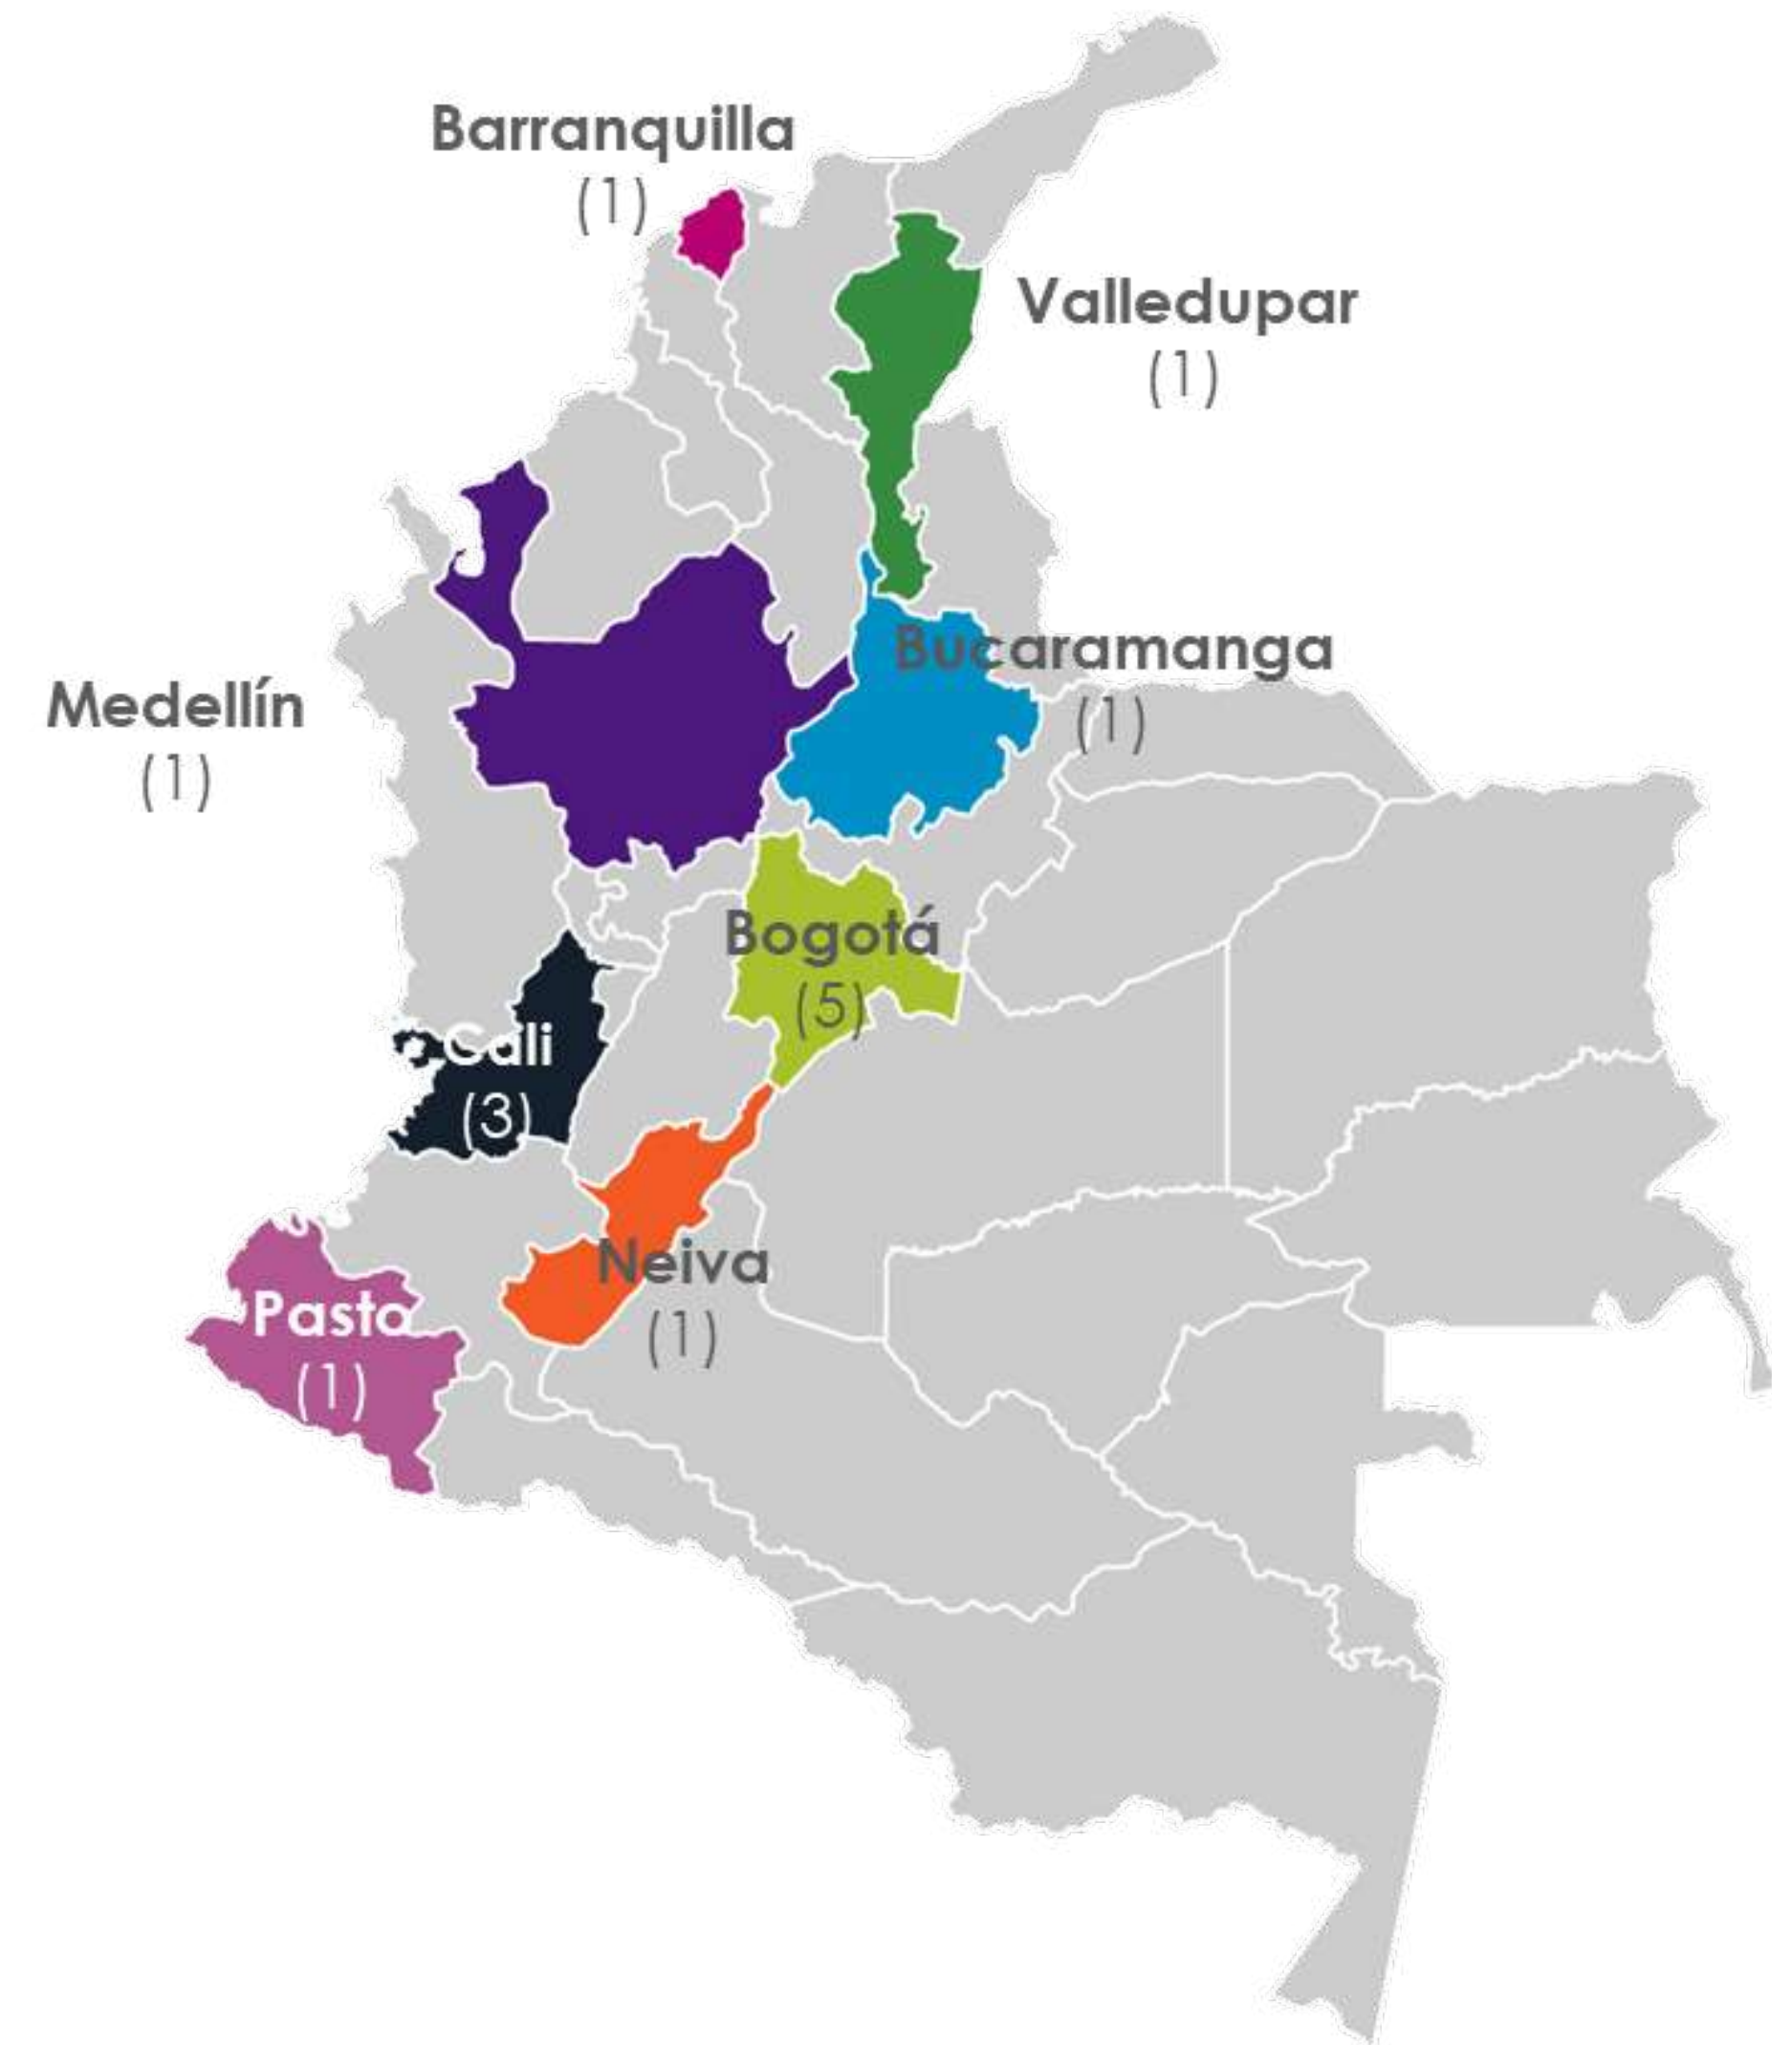 Barranquilla
(1)
Valledupar
(1)
Bucaramanga
(1)
Medellín
(1)
Bogotá
(5)
Cali
(3)
Neiva
(1)
Pasto
(1)